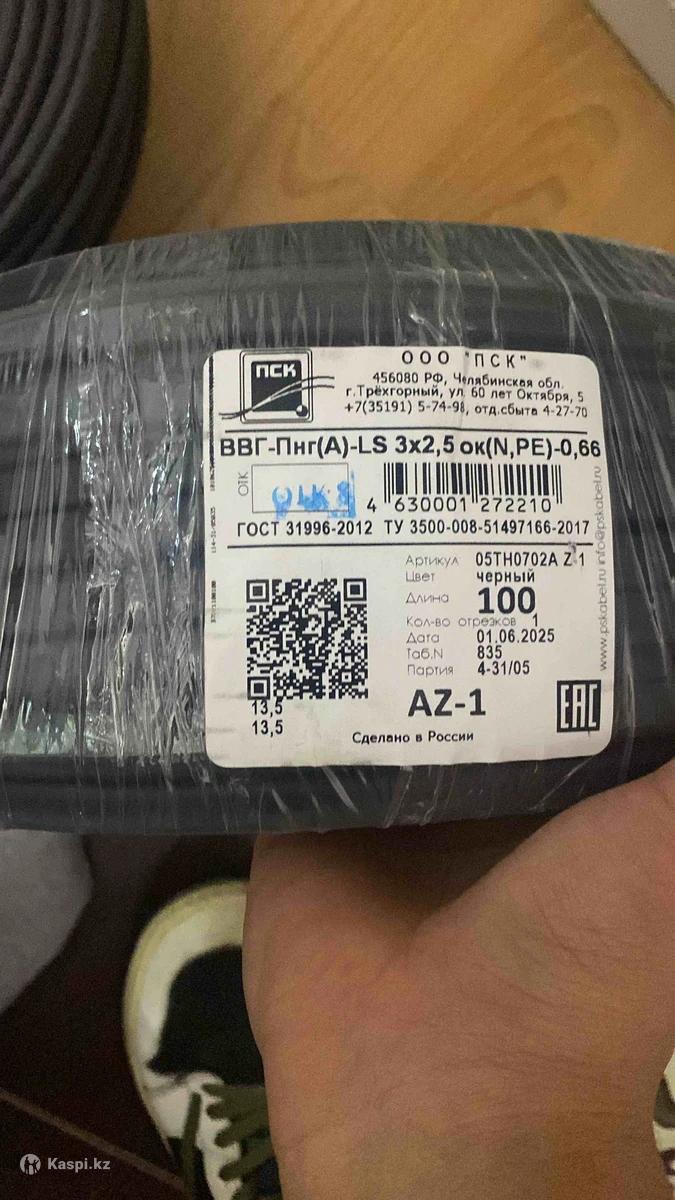 ПСК
ООО "ПСК"
456080 РФ, Челябинская обл.
г.Трёхгорный, ул. 60 лет Октября, 5
+7(35191) 5-74-98, отд.сбыта 4-27-70
ВВГ-Пнг(А)-LS 3х2,5 ок(N,PE)-0,66
ОТК
4 630001 272210
ГОСТ 31996-2012 ТУ 3500-008-51497166-2017
Артикул 05ТН0702А Z-1
Цвет черный
Длина 100
Кол-во отрезков 1
Дата 01.06.2025
Таб.N 835
Партия 4-31/05
13,5
13,5
AZ-1
EAC
Сделано в России
www.pskabel.ru info@pskabel.ru
Kaspi.kz